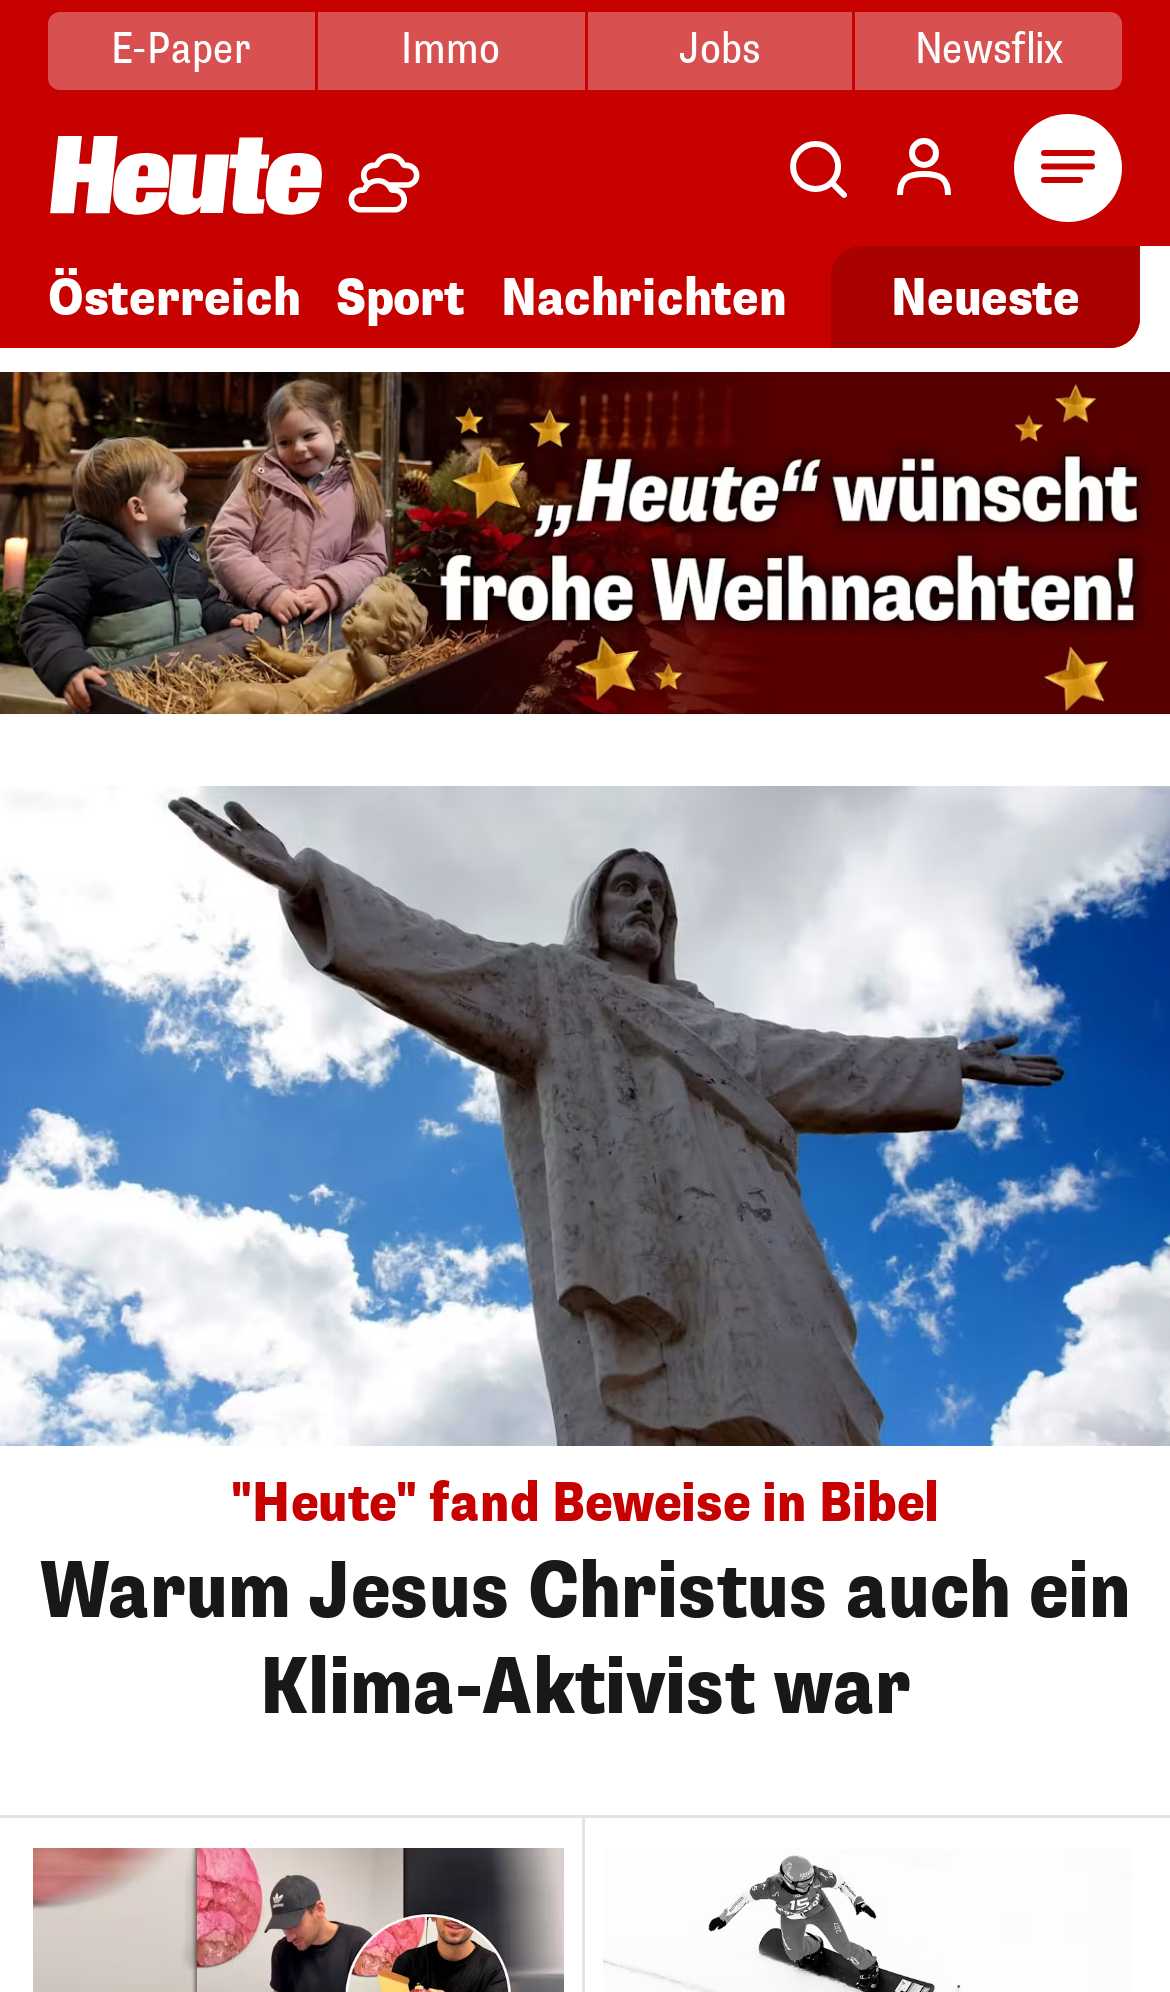 E-Paper
Immo
Jobs
Newsflix
Heute
Österreich
Sport
Nachrichten
Neueste
„Heute“ wünscht
frohe Weihnachten!
"Heute" fand Beweise in Bibel
Warum Jesus Christus auch ein
Klima-Aktivist war
15